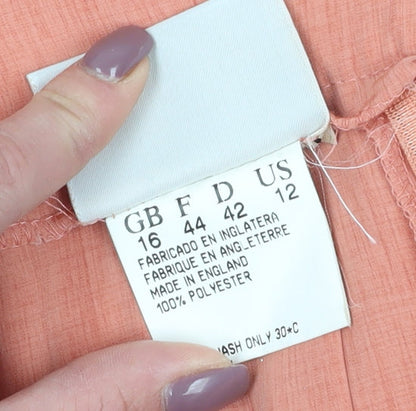 GB F D US
16 44 42 12
FABRICADO EN INGLATERA
FABRIQUE EN ANGLETERRE
MADE IN ENGLAND
100% POLYESTER
WASH ONLY 30*C